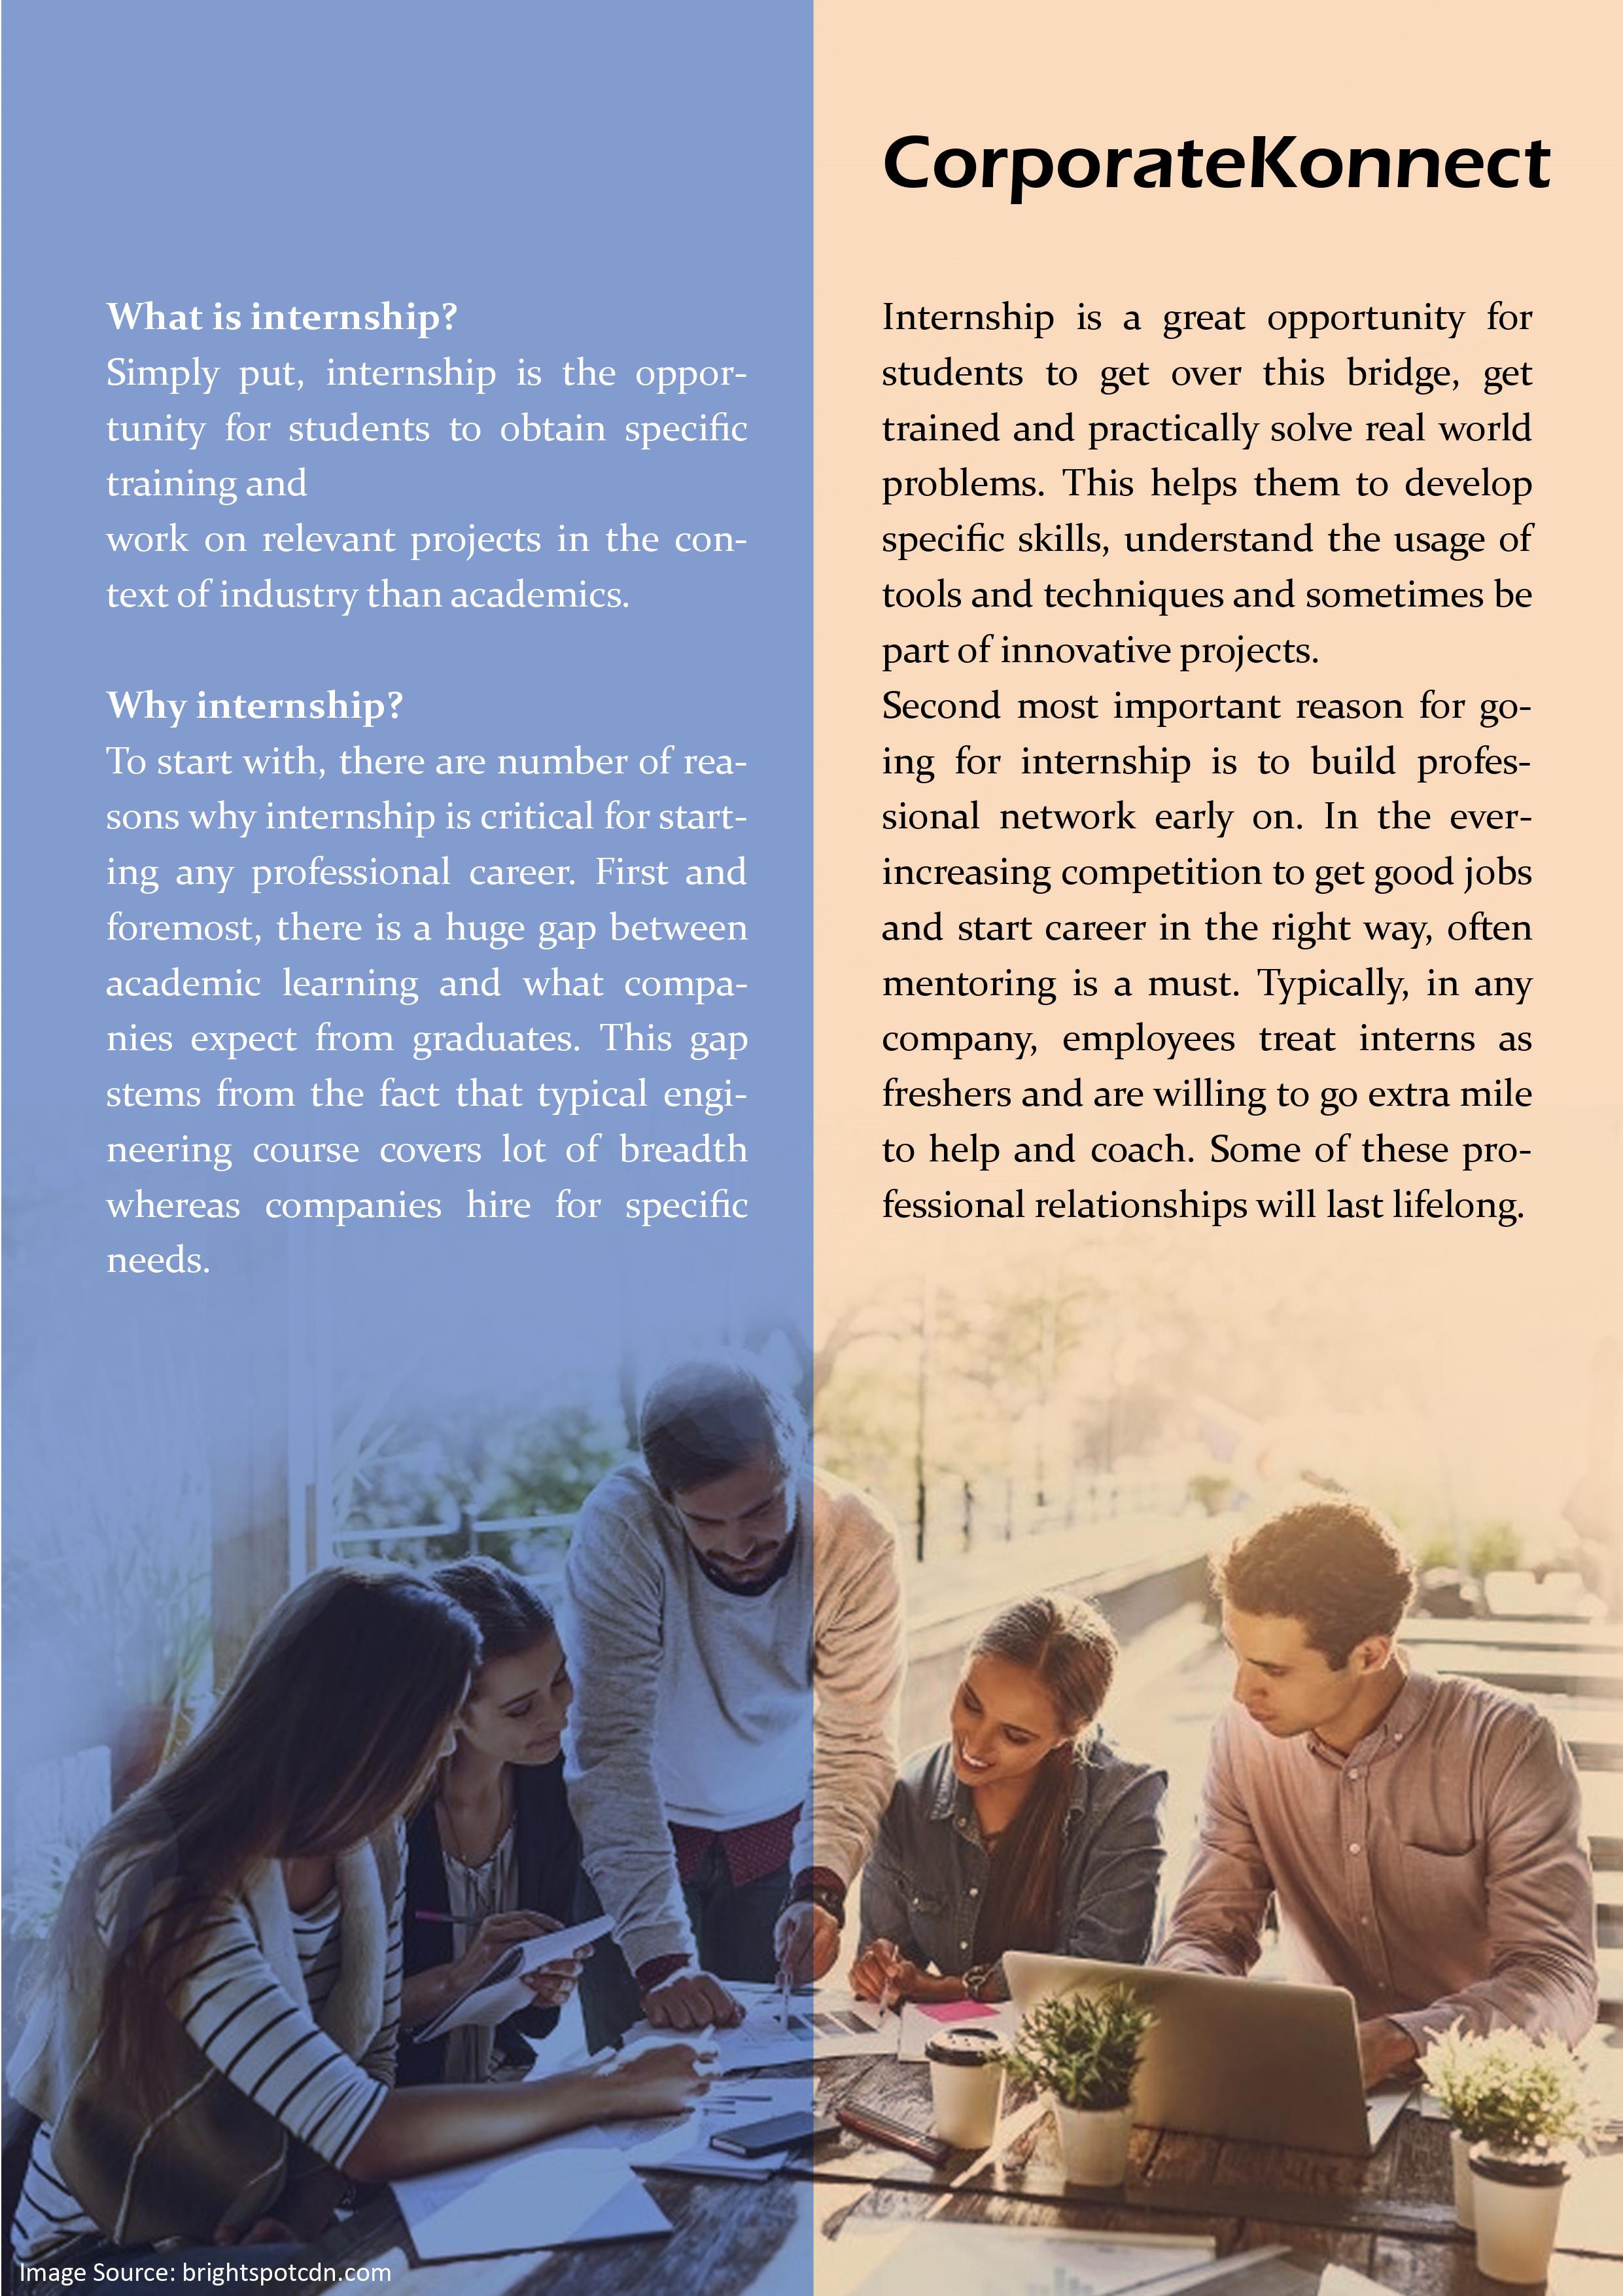 CorporateKonnect
What is internship?
Simply put, internship is the oppor-
tunity for students to obtain specific
training and
work on relevant projects in the con-
text of industry than academics.
Why internship?
To start with, there are number of rea-
sons why internship is critical for start-
ing any professional career. First and
foremost, there is a huge gap between
academic learning and what compa-
nies expect from graduates. This gap
stems from the fact that typical engi-
neering course covers lot of breadth
whereas companies hire for specific
needs.
Internship is a great opportunity for
students to get over this bridge, get
trained and practically solve real world
problems. This helps them to develop
specific skills, understand the usage of
tools and techniques and sometimes be
part of innovative projects.
Second most important reason for go-
ing for internship is to build profes-
sional network early on. In the ever-
increasing competition to get good jobs
and start career in the right way, often
mentoring is a must. Typically, in any
company, employees treat interns as
freshers and are willing to go extra mile
to help and coach. Some of these pro-
fessional relationships will last lifelong.
Image Source: brightspotcdn.com